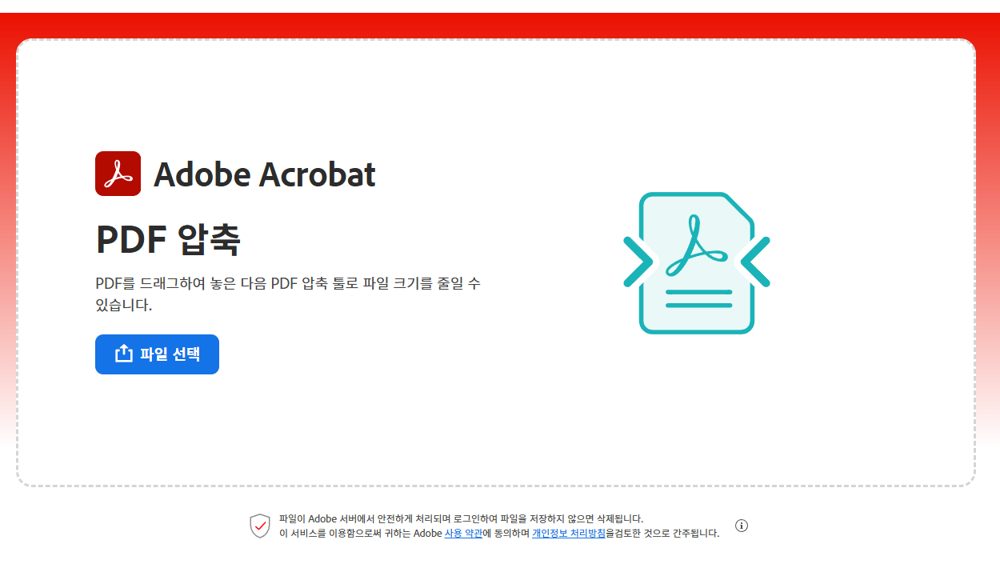 Adobe Acrobat
PDF 압축
PDF를 드래그하여 놓은 다음 PDF 압축 툴로 파일 크기를 줄일 수
있습니다.
파일 선택
파일이 Adobe 서버에서 안전하게 처리되며 로그인하여 파일을 저장하지 않으면 삭제됩니다.
이 서비스를 이용함으로써 귀하는 Adobe 사용 약관에 동의하며 개인정보 처리방침을검토한 것으로 간주됩니다.